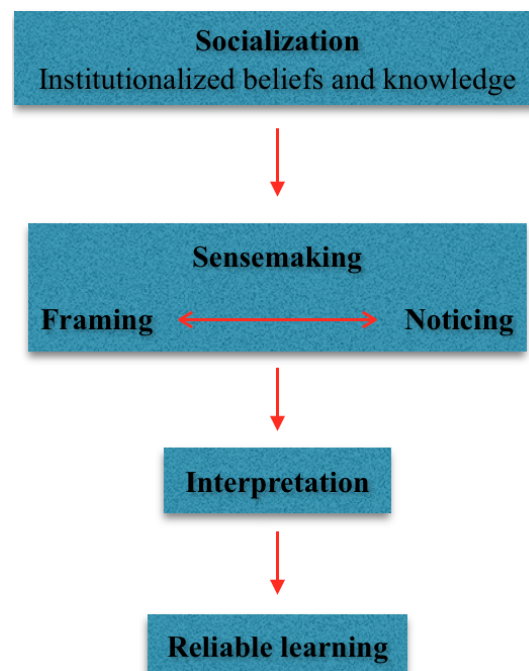 Socialization
Institutionalized beliefs and knowledge
Sensemaking
Framing Noticing
Interpretation
Reliable learning